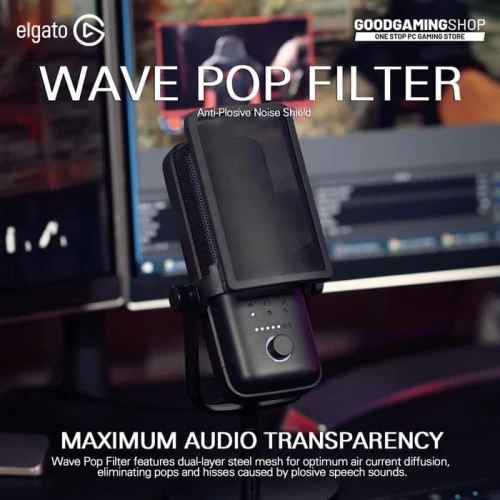 elgato
GOODGAMINGSHOP
ONE STOP PC GAMING STORE
WAVE POP FILTER
Anti-Plosive Noise Shield
MAXIMUM AUDIO TRANSPARENCY
Wave Pop Filter features dual-layer steel mesh for optimum air current diffusion,
eliminating pops and hisses caused by plosive speech sounds.